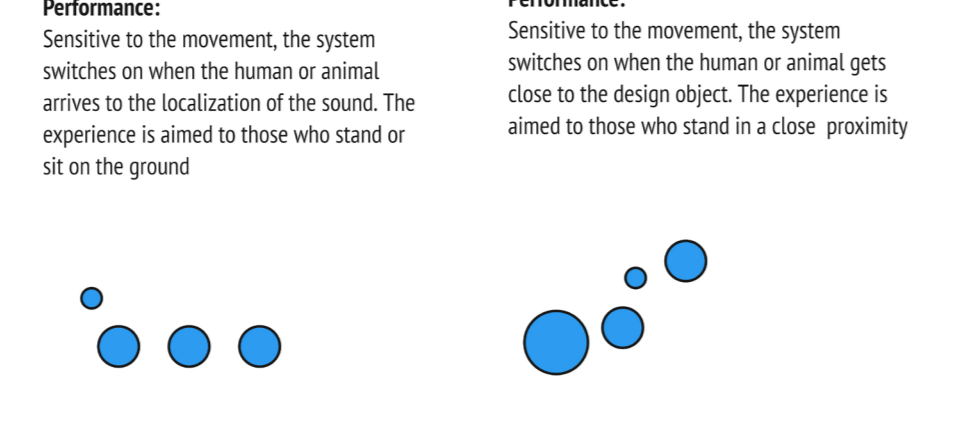 Performance:
Sensitive to the movement, the system
switches on when the human or animal
arrives to the localization of the sound. The
experience is aimed to those who stand or
sit on the ground
Performance:
Sensitive to the movement, the system
switches on when the human or animal gets
close to the design object. The experience is
aimed to those who stand in a close  proximity